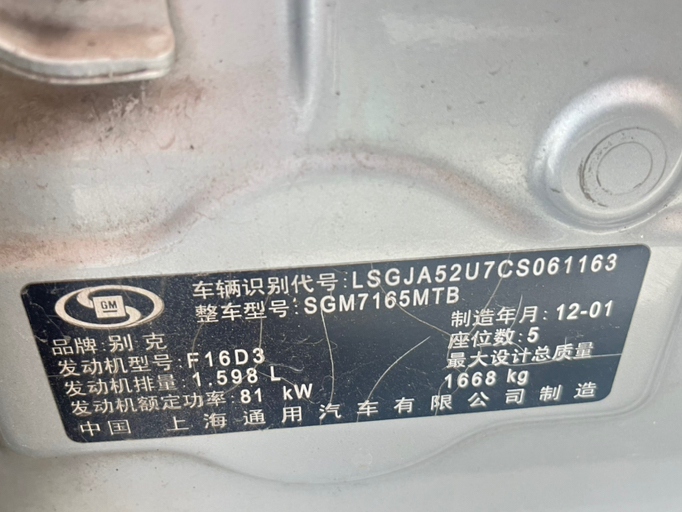 GM
车辆识别代号:LSGJA52U7CS061163
整车型号:SGM7165MTB
品牌:别克 制造年月:12-01
发动机型号:F16D3 座位数:5
发动机排量:1.598 L 最大设计总质量
发动机额定功率:81 kW 1668 kg
中国 上海通用汽车有限公司制造